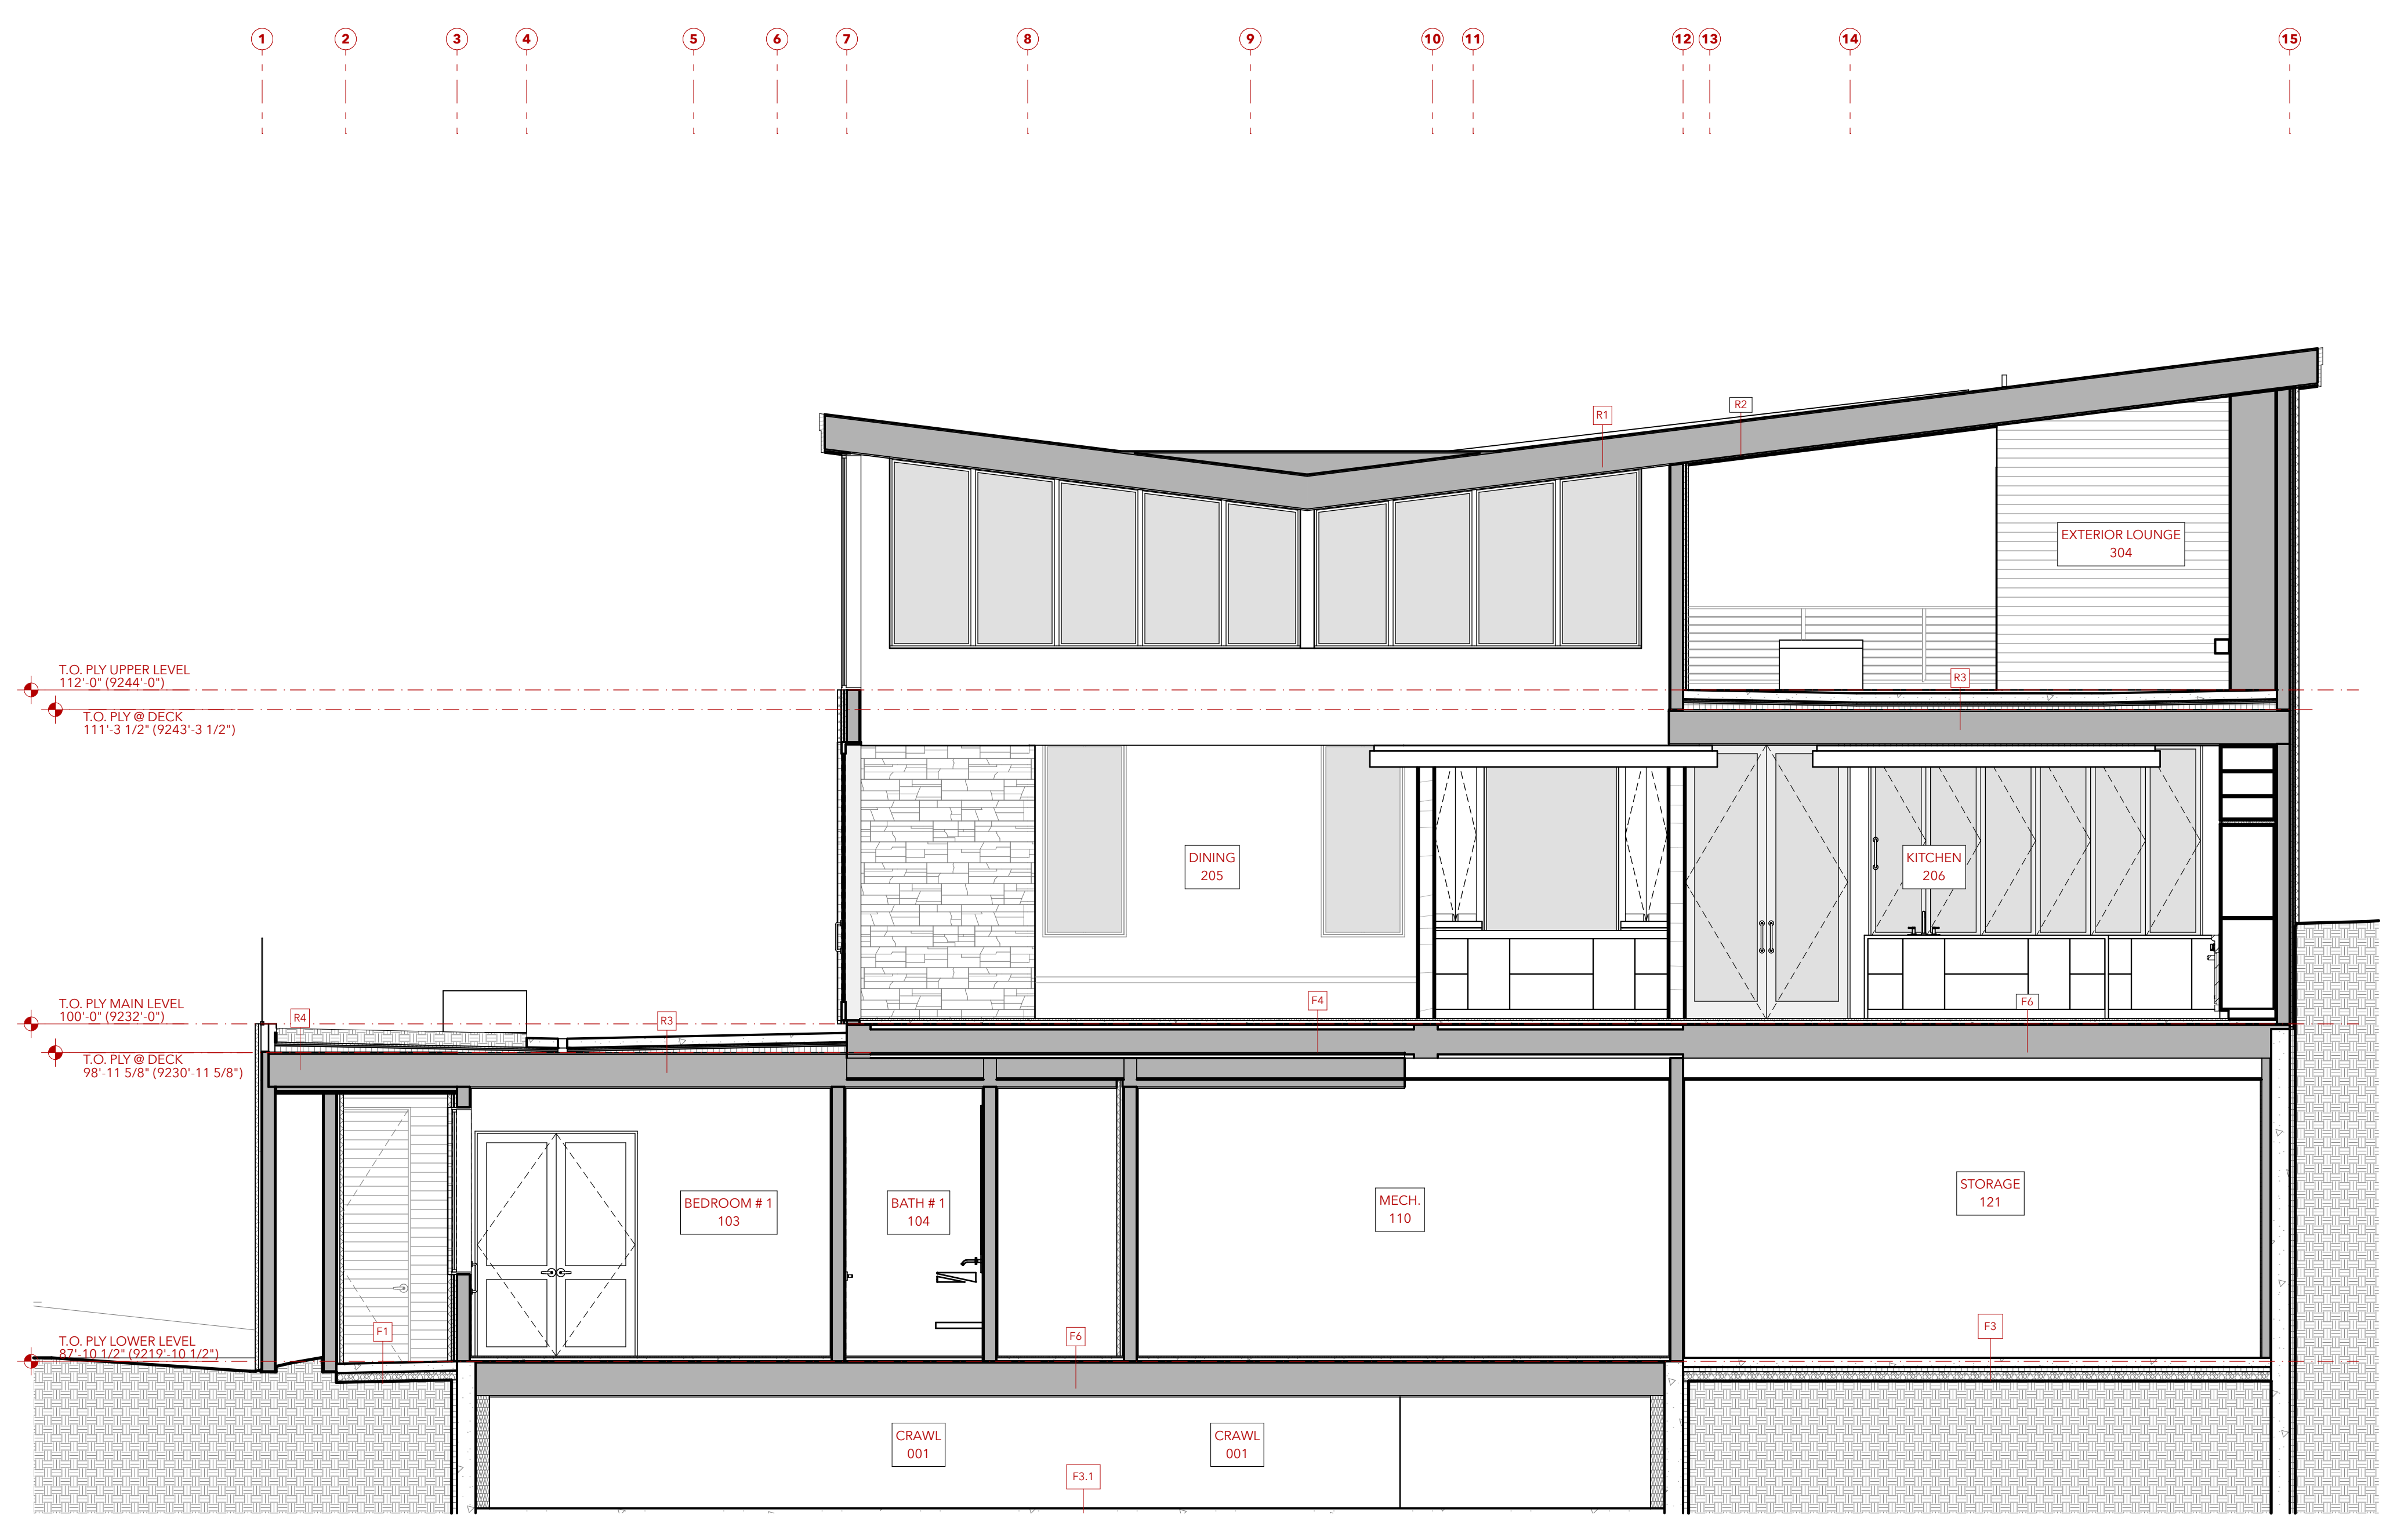 1 2 3 4 5 6 7 8 9 10 11 12 13 14 15
R1
R2
EXTERIOR LOUNGE
304
T.O. PLY UPPER LEVEL
112'-0" (9244'-0")
R3
T.O. PLY @ DECK
111'-3 1/2" (9243'-3 1/2")
DINING
205
KITCHEN
206
T.O. PLY MAIN LEVEL
100'-0" (9232'-0")
R4
R3
F4
F6
T.O. PLY @ DECK
98'-11 5/8" (9230'-11 5/8")
BEDROOM # 1
103
BATH # 1
104
MECH.
110
STORAGE
121
T.O. PLY LOWER LEVEL
87'-10 1/2" (9219'-10 1/2")
F1
F6
F3
CRAWL
001
CRAWL
001
F3.1